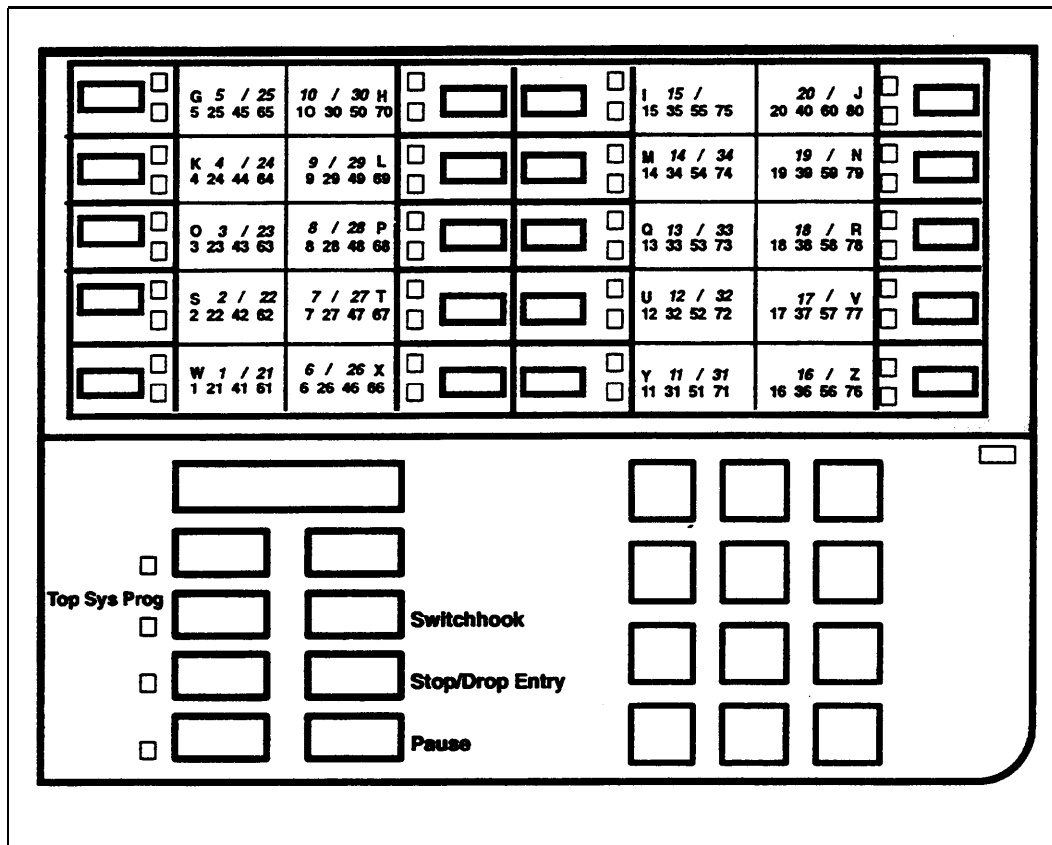 G 5 / 25
5 25 45 65
10 / 30 H
10 30 50 70
I 15 /
15 35 55 75
20 / J
20 40 60 80
K 4 / 24
4 24 44 64
9 / 29 L
9 29 49 69
M 14 / 34
14 34 54 74
19 / N
19 39 59 79
O 3 / 23
3 23 43 63
8 / 28 P
8 28 48 68
Q 13 / 33
13 33 53 73
18 / R
18 38 58 78
S 2 / 22
2 22 42 62
7 / 27 T
7 27 47 67
U 12 / 32
12 32 52 72
17 / V
17 37 57 77
W 1 / 21
1 21 41 61
6 / 26 X
6 26 46 66
Y 11 / 31
11 31 51 71
16 / Z
16 36 56 76
Top Sys Prog
Switchhook
Stop/Drop Entry
Pause